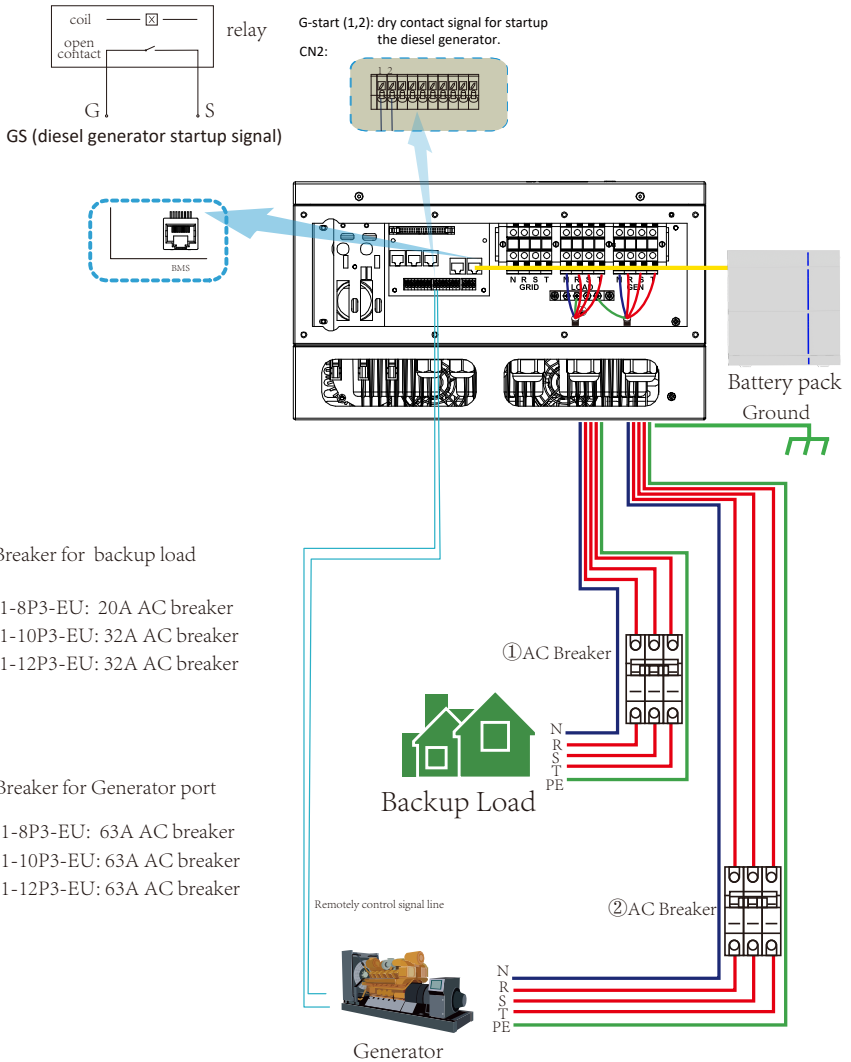 coil
open
contact
relay
G S
GS (diesel generator startup signal)
G-start (1,2): dry contact signal for startup
the diesel generator.
CN2:
1 2
BMS
N R S T
GRID
N R S T
LOAD
N R S T
GEN
Battery pack
Ground
Breaker for backup load
1-8P3-EU: 20A AC breaker
1-10P3-EU: 32A AC breaker
1-12P3-EU: 32A AC breaker
①AC Breaker
N
R
S
T
PE
Backup Load
Breaker for Generator port
1-8P3-EU: 63A AC breaker
1-10P3-EU: 63A AC breaker
1-12P3-EU: 63A AC breaker
Remotely control signal line
②AC Breaker
N
R
S
T
PE
Generator